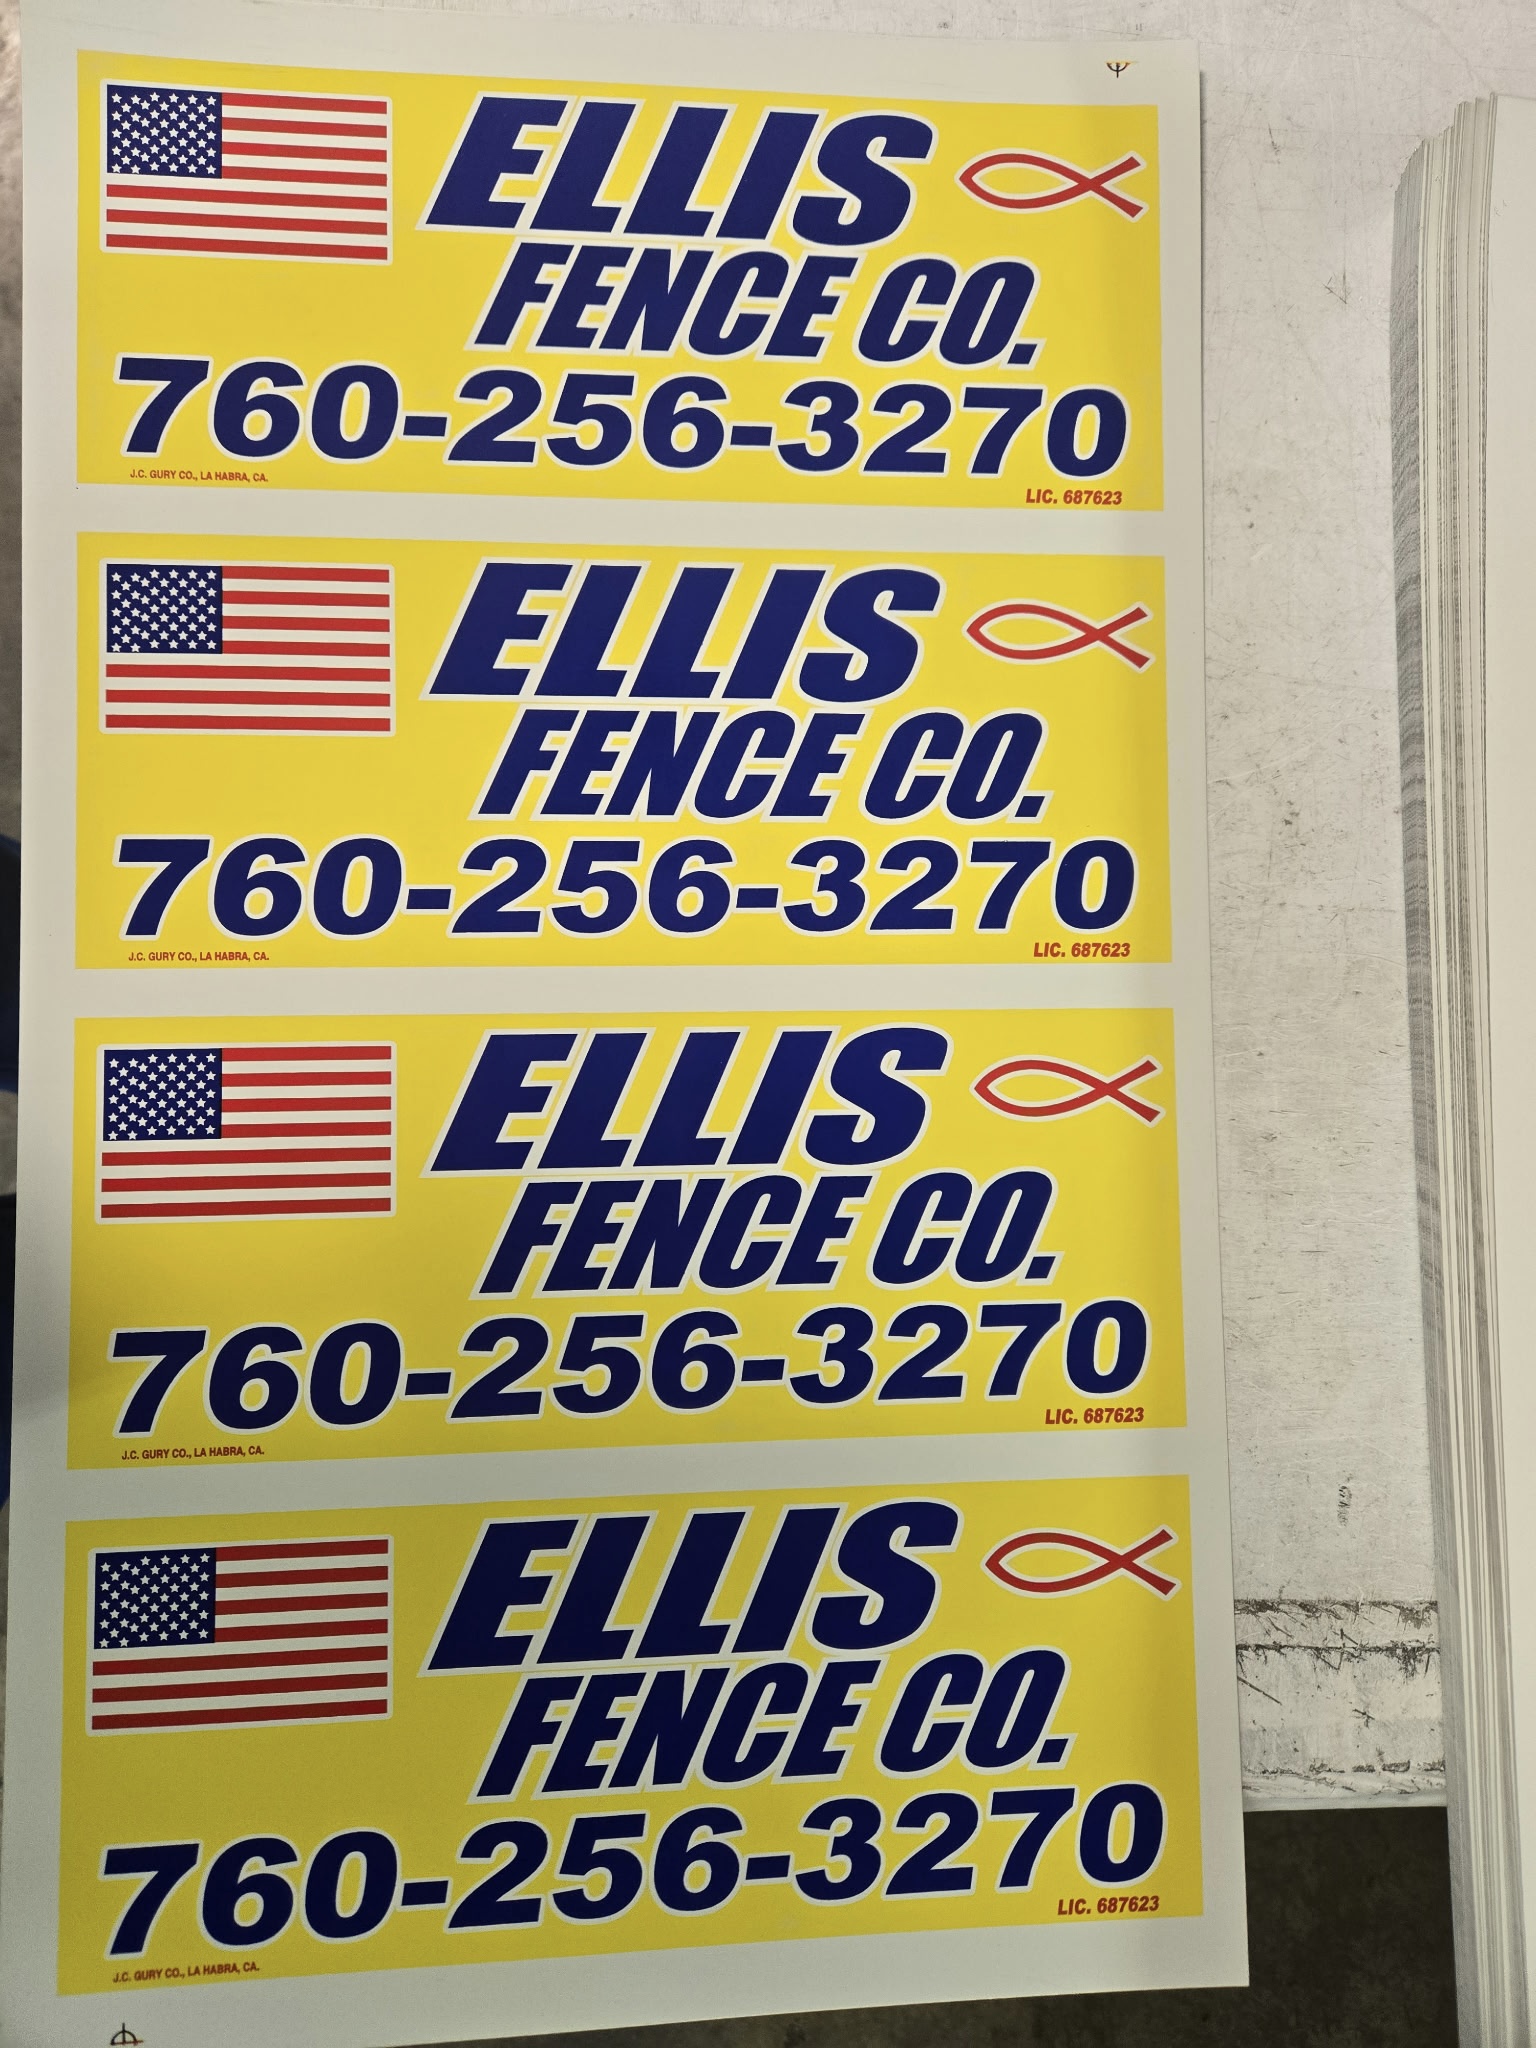 ELLIS
FENCE CO.
760-256-3270
J.C. GURY CO., LA HABRA, CA.
LIC. 687623
ELLIS
FENCE CO.
760-256-3270
J.C. GURY CO., LA HABRA, CA.
LIC. 687623
ELLIS
FENCE CO.
760-256-3270
J.C. GURY CO., LA HABRA, CA.
LIC. 687623
ELLIS
FENCE CO.
760-256-3270
J.C. GURY CO., LA HABRA, CA.
LIC. 687623